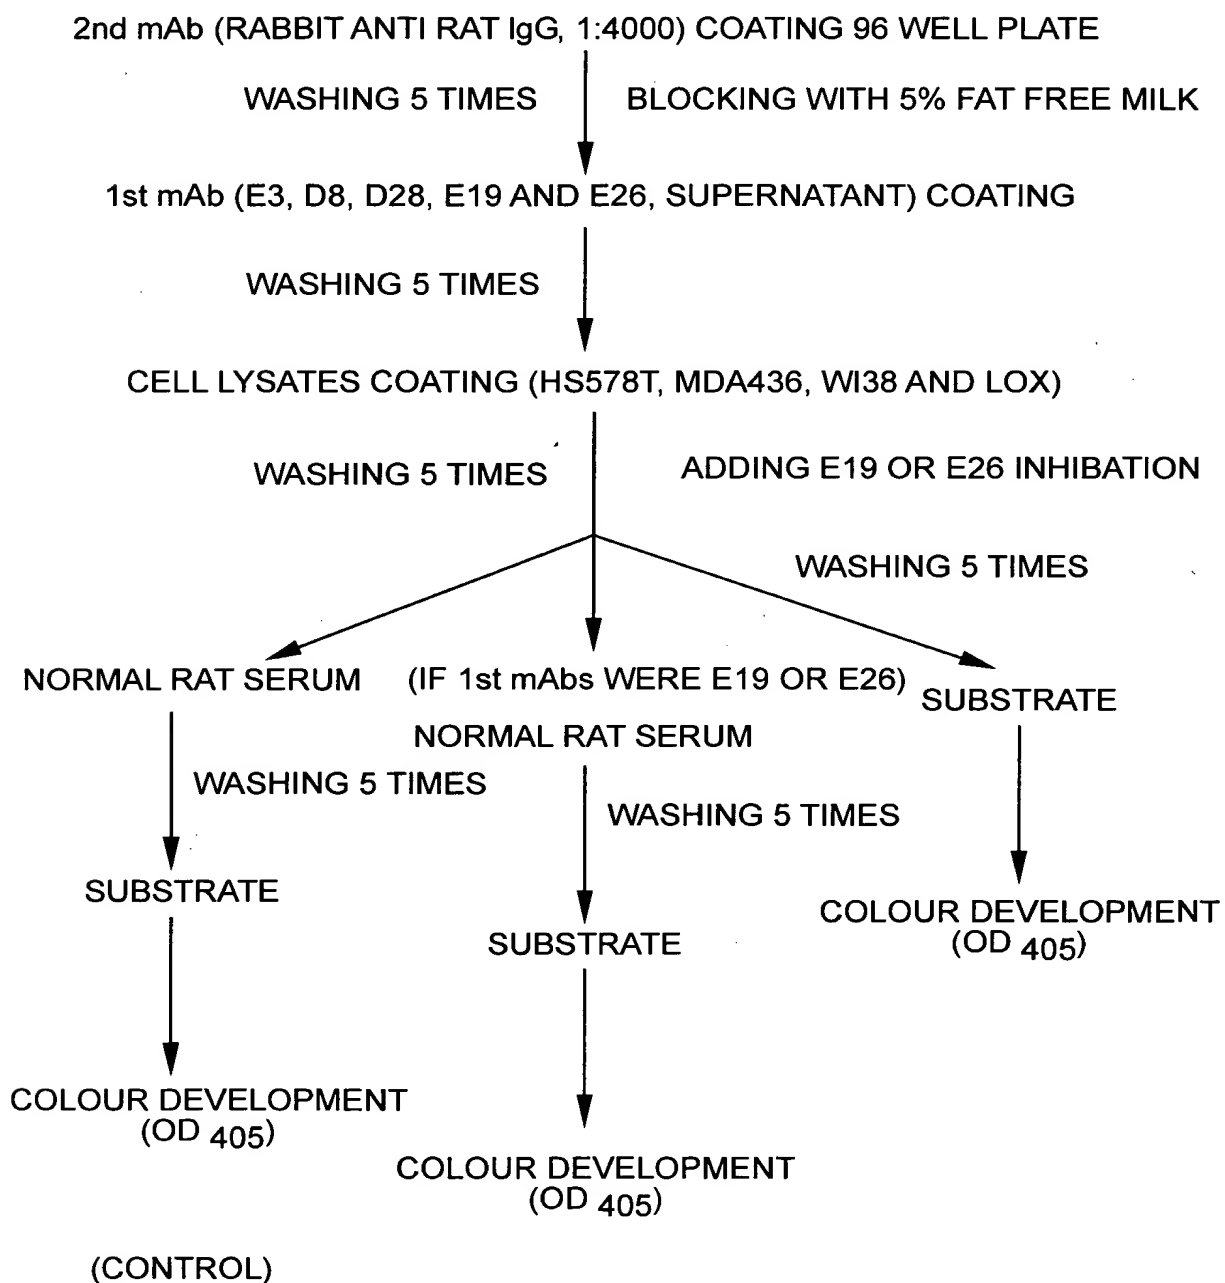 2nd mAb (RABBIT ANTI RAT IgG, 1:4000) COATING 96 WELL PLATE
WASHING 5 TIMES BLOCKING WITH 5% FAT FREE MILK
1st mAb (E3, D8, D28, E19 AND E26, SUPERNATANT) COATING
WASHING 5 TIMES
CELL LYSATES COATING (HS578T, MDA436, WI38 AND LOX)
WASHING 5 TIMES ADDING E19 OR E26 INHIBATION
WASHING 5 TIMES
NORMAL RAT SERUM (IF 1st mAbs WERE E19 OR E26) SUBSTRATE
NORMAL RAT SERUM
WASHING 5 TIMES
WASHING 5 TIMES
SUBSTRATE
COLOUR DEVELOPMENT
(OD 405)
SUBSTRATE
COLOUR DEVELOPMENT
(OD 405)
COLOUR DEVELOPMENT
(OD 405)
(CONTROL)